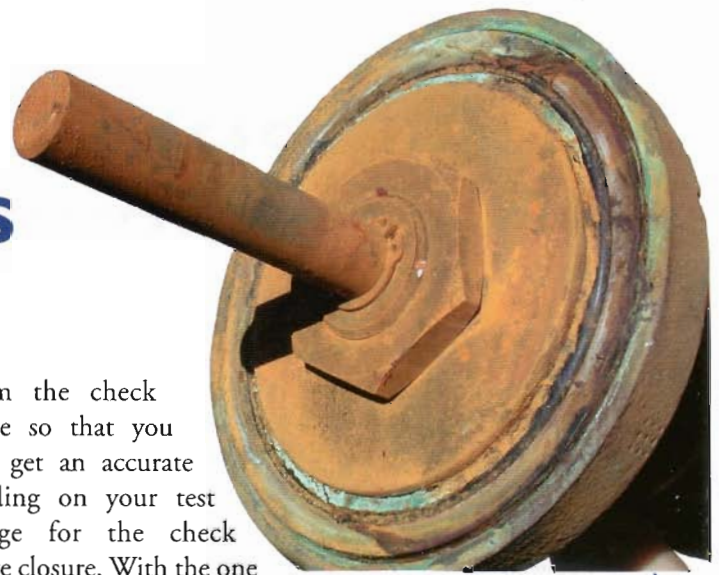 s
the check
e so that you
get an accurate
ling on your test
ge for the check
e closure. With the one